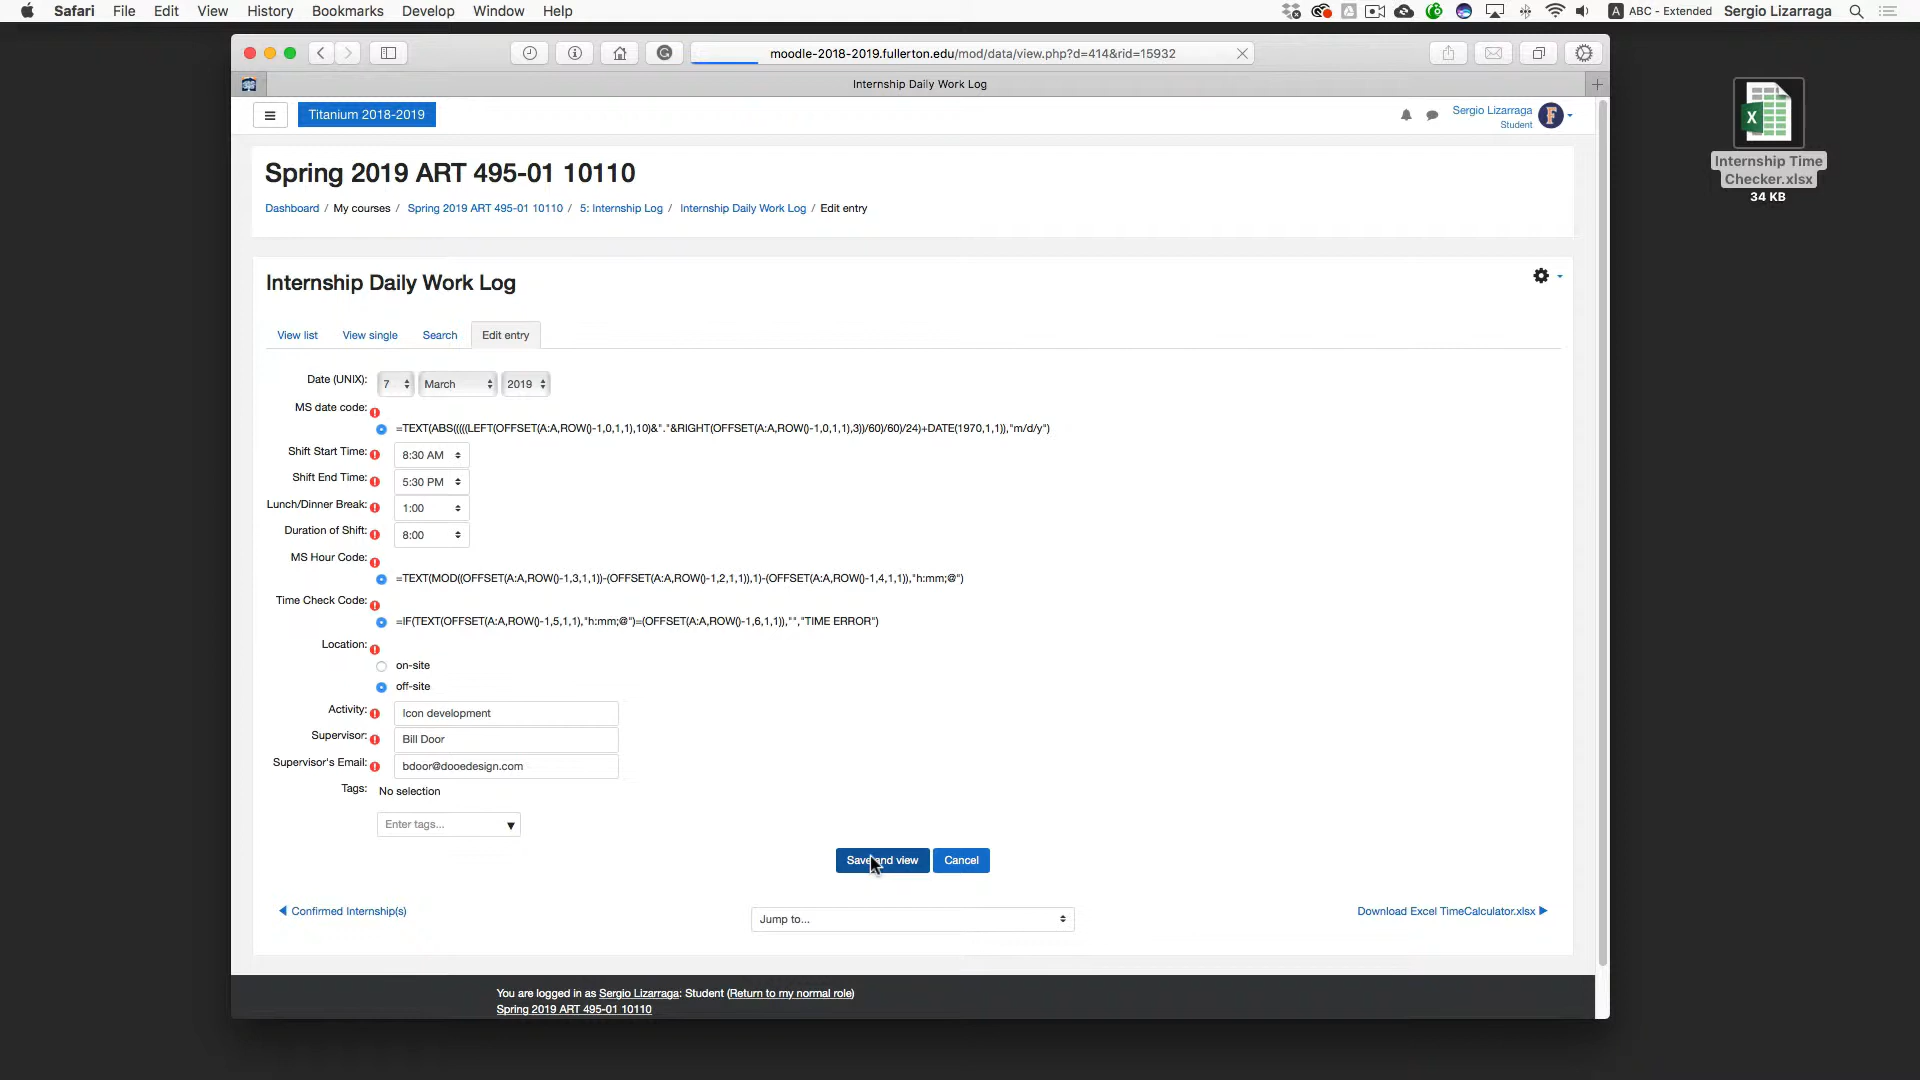 Safari File Edit View History Bookmarks Develop Window Help
A ABC - Extended Sergio Lizarraga
moodle-2018-2019.fullerton.edu/mod/data/view.php?d=414&rid=15932
Internship Daily Work Log
Titanium 2018-2019
Sergio Lizarraga
Student
F
X
Internship Time
Checker.xlsx
34 KB
Spring 2019 ART 495-01 10110
Dashboard / My courses / Spring 2019 ART 495-01 10110 / 5: Internship Log / Internship Daily Work Log / Edit entry
Internship Daily Work Log
View list View single Search Edit entry
Date (UNIX): 7 March 2019
MS date code:
=TEXT(ABS(((((LEFT(OFFSET(A:A,ROW()-1,0,1,1),10)&"."&RIGHT(OFFSET(A:A,ROW()-1,0,1,1),3))/60)/60)/24)+DATE(1970,1,1)),"m/d/y")
Shift Start Time: 8:30 AM
Shift End Time: 5:30 PM
Lunch/Dinner Break: 1:00
Duration of Shift: 8:00
MS Hour Code:
=TEXT(MOD((OFFSET(A:A,ROW()-1,3,1,1))-(OFFSET(A:A,ROW()-1,2,1,1)),1)-(OFFSET(A:A,ROW()-1,4,1,1)),"h:mm;@")
Time Check Code:
=IF(TEXT(OFFSET(A:A,ROW()-1,5,1,1),"h:mm;@")=(OFFSET(A:A,ROW()-1,6,1,1)),"","TIME ERROR")
Location:
on-site
off-site
Activity: Icon development
Supervisor: Bill Door
Supervisor's Email: bdoor@dooedesign.com
Tags: No selection
Enter tags... ▼
Save and view Cancel
◀ Confirmed Internship(s)
Jump to...
Download Excel TimeCalculator.xlsx ▶
You are logged in as Sergio Lizarraga: Student (Return to my normal role)
Spring 2019 ART 495-01 10110